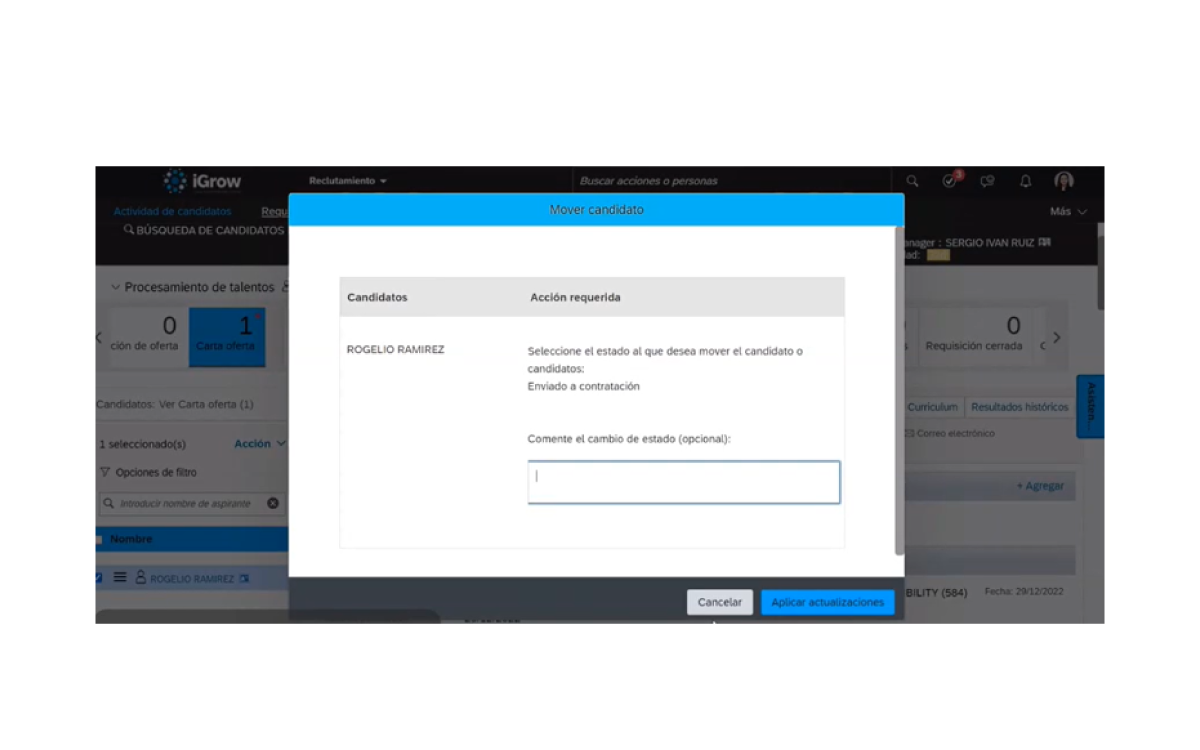 iGrow
Reclutamiento
Buscar acciones o personas
3
Actividad de candidatos
Requ
Más
BÚSQUEDA DE CANDIDATOS
Mover candidato
anager : SERGIO IVAN RUIZ
dad:
Procesamiento de talentos
0
ción de oferta
1
Carta oferta
0
Requisición cerrada
Candidatos: Ver Carta oferta (1)
1 seleccionado(s)
Acción
Opciones de filtro
Introducir nombre de aspirante
Nombre
ROGELIO RAMIREZ
Candidatos
Acción requerida
ROGELIO RAMIREZ
Seleccione el estado al que desea mover el candidato o
candidatos:
Enviado a contratación
Comente el cambio de estado (opcional):
Cancelar
Aplicar actualizaciones
Curriculum
Resultados históricos
Correo electrónico
Asisten...
+ Agregar
BILITY (584)
Fecha: 29/12/2022